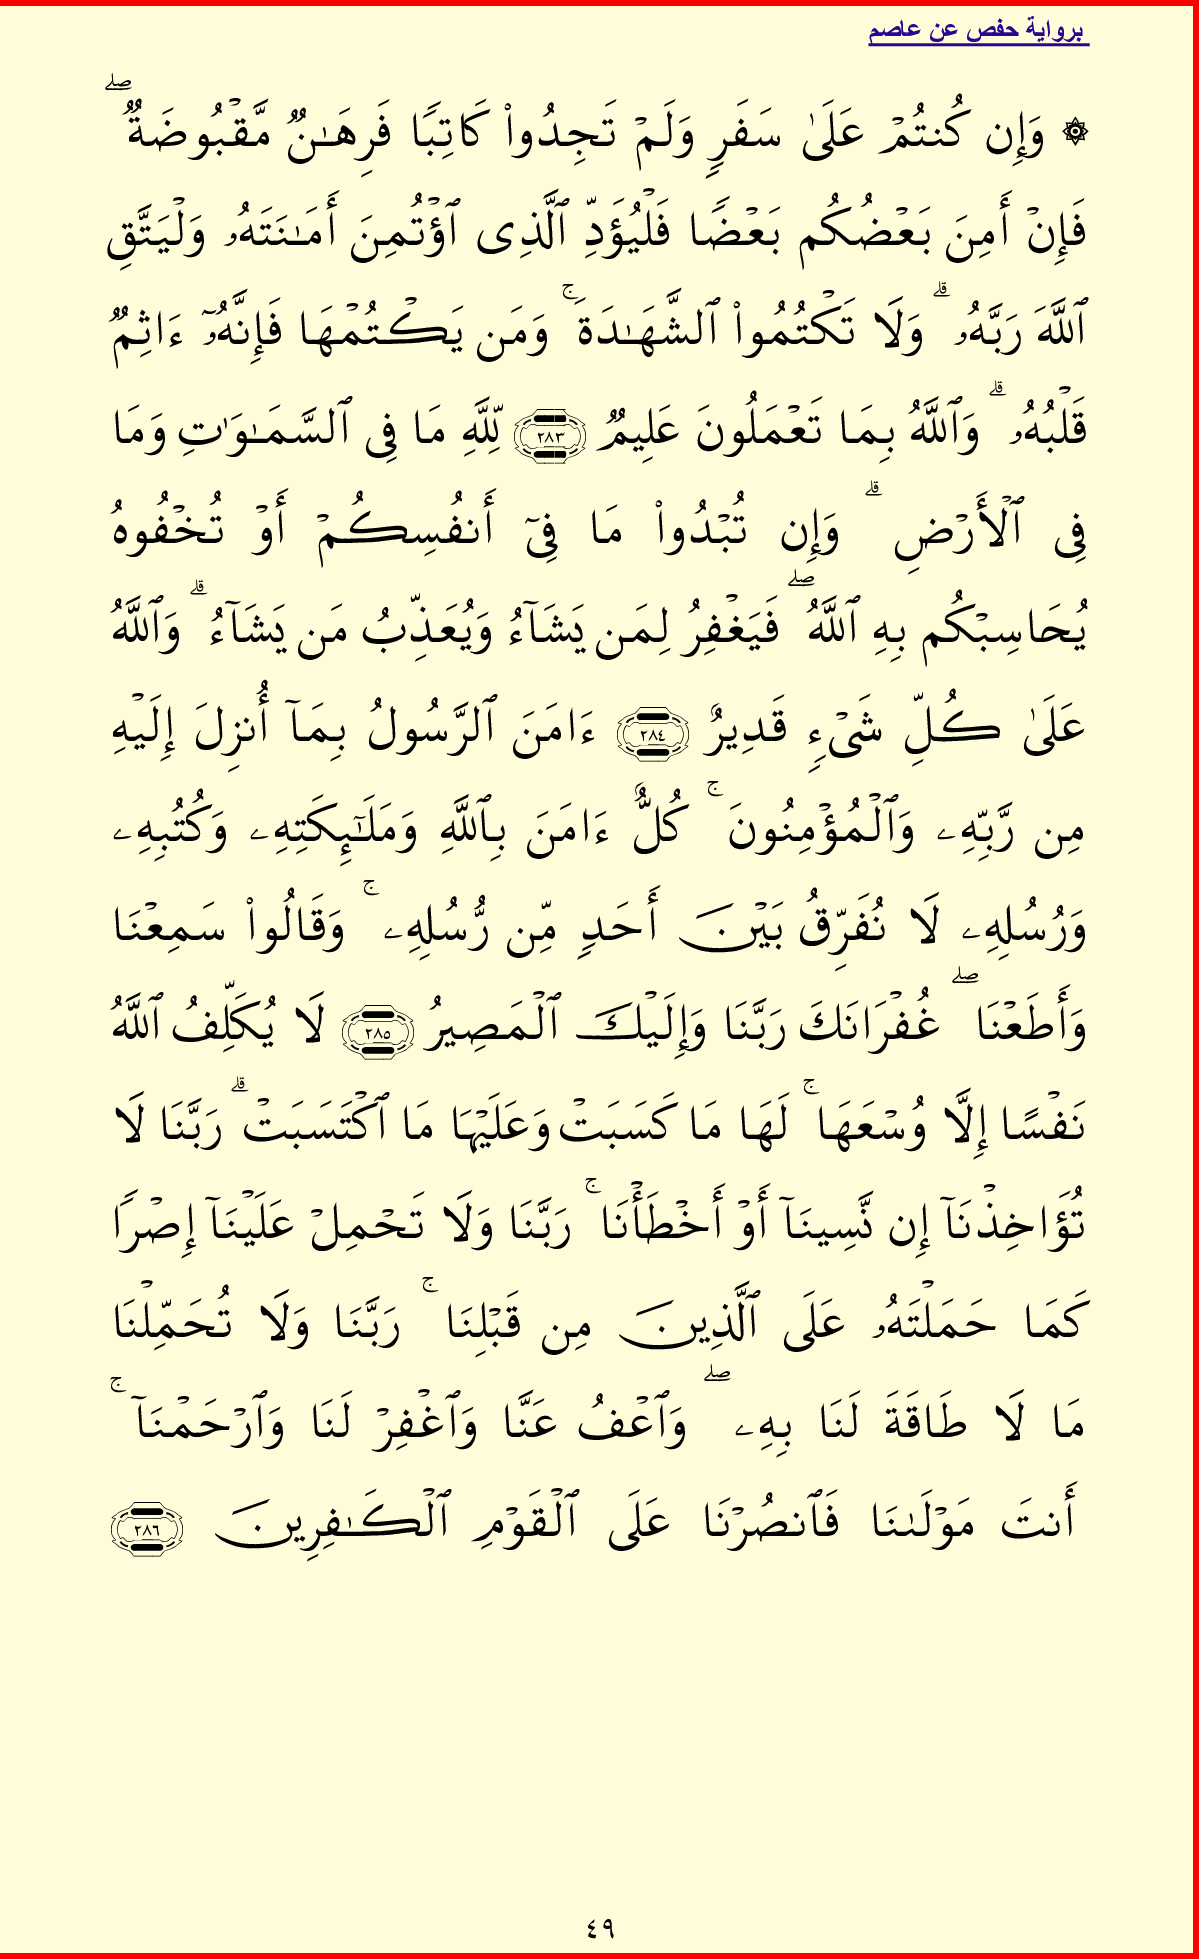 برواية حفص عن عاصم
۞ وَإِن كُنتُمْ عَلَىٰ سَفَرٍ وَلَمْ تَجِدُوا۟ كَاتِبًا فَرِهَـٰنٌ مَّقْبُوضَةٌ ۖ
فَإِنْ أَمِنَ بَعْضُكُم بَعْضًا فَلْيُؤَدِّ ٱلَّذِى ٱؤْتُمِنَ أَمَـٰنَتَهُۥ وَلْيَتَّقِ
ٱللَّهَ رَبَّهُۥ ۗ وَلَا تَكْتُمُوا۟ ٱلشَّهَـٰدَةَ ۚ وَمَن يَكْتُمْهَا فَإِنَّهُۥٓ ءَاثِمٌ
قَلْبُهُۥ ۗ وَٱللَّهُ بِمَا تَعْمَلُونَ عَلِيمٌ ٢٨٣ لِّلَّهِ مَا فِى ٱلسَّمَـٰوَٰتِ وَمَا
فِى ٱلْأَرْضِ ۗ وَإِن تُبْدُوا۟ مَا فِىٓ أَنفُسِكُمْ أَوْ تُخْفُوهُ
يُحَاسِبْكُم بِهِ ٱللَّهُ ۖ فَيَغْفِرُ لِمَن يَشَآءُ وَيُعَذِّبُ مَن يَشَآءُ ۗ وَٱللَّهُ
عَلَىٰ كُلِّ شَىْءٍ قَدِيرٌ ٢٨٤ ءَامَنَ ٱلرَّسُولُ بِمَآ أُنزِلَ إِلَيْهِ
مِن رَّبِّهِۦ وَٱلْمُؤْمِنُونَ ۚ كُلٌّ ءَامَنَ بِٱللَّهِ وَمَلَـٰٓئِكَتِهِۦ وَكُتُبِهِۦ
وَرُسُلِهِۦ لَا نُفَرِّقُ بَيْنَ أَحَدٍ مِّن رُّسُلِهِۦ ۚ وَقَالُوا۟ سَمِعْنَا
وَأَطَعْنَا ۖ غُفْرَانَكَ رَبَّنَا وَإِلَيْكَ ٱلْمَصِيرُ ٢٨٥ لَا يُكَلِّفُ ٱللَّهُ
نَفْسًا إِلَّا وُسْعَهَا ۚ لَهَا مَا كَسَبَتْ وَعَلَيْهَا مَا ٱكْتَسَبَتْ ۗ رَبَّنَا لَا
تُؤَاخِذْنَآ إِن نَّسِينَآ أَوْ أَخْطَأْنَا ۚ رَبَّنَا وَلَا تَحْمِلْ عَلَيْنَآ إِصْرًا
كَمَا حَمَلْتَهُۥ عَلَى ٱلَّذِينَ مِن قَبْلِنَا ۚ رَبَّنَا وَلَا تُحَمِّلْنَا
مَا لَا طَاقَةَ لَنَا بِهِۦ ۖ وَٱعْفُ عَنَّا وَٱغْفِرْ لَنَا وَٱرْحَمْنَآ ۚ
أَنتَ مَوْلَىٰنَا فَٱنصُرْنَا عَلَى ٱلْقَوْمِ ٱلْكَـٰفِرِينَ ٢٨٦
٤٩